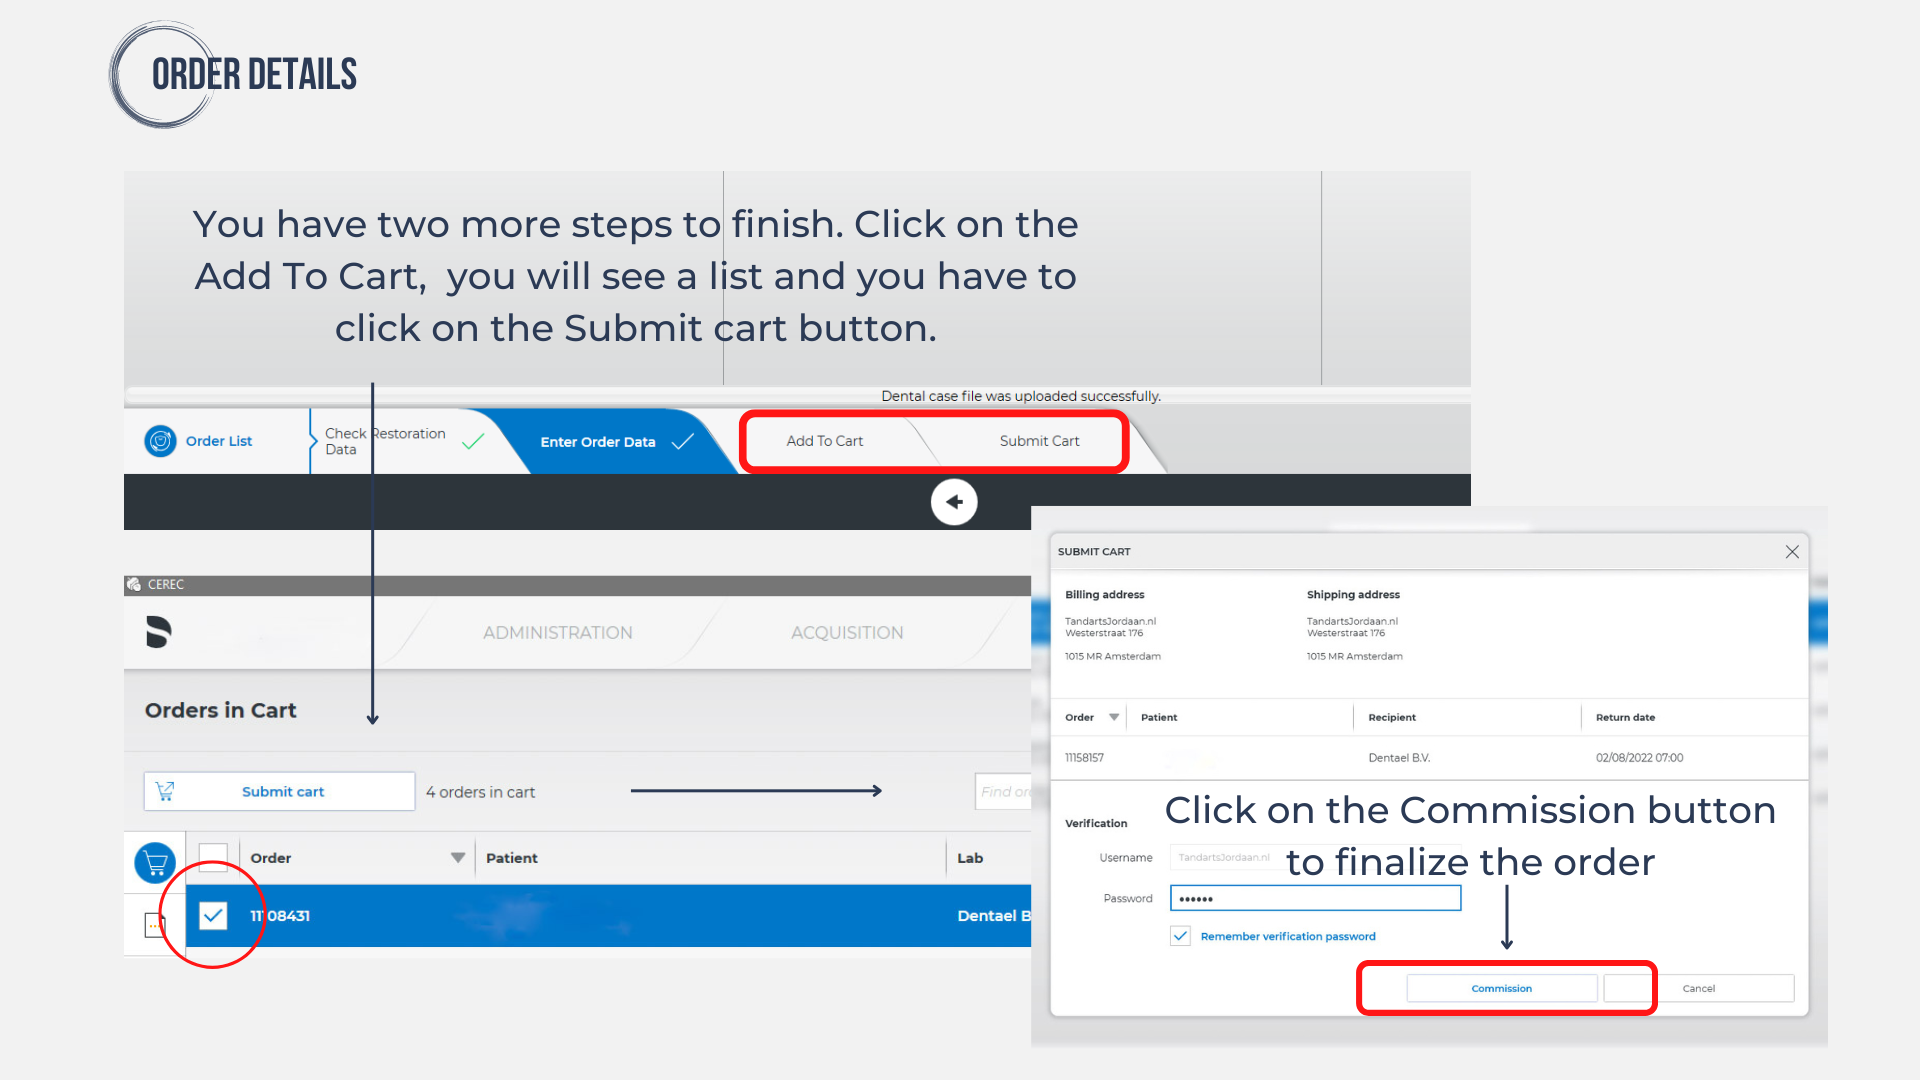 ORDER DETAILS
You have two more steps to finish. Click on the
Add To Cart,  you will see a list and you have to
click on the Submit cart button.
Dental case file was uploaded successfully.
Order List
Check Restoration
Data
Enter Order Data
Add To Cart
Submit Cart
CEREC
ADMINISTRATION
ACQUISITION
Orders in Cart
Submit cart
4 orders in cart
Find or
Order
Patient
Lab
11108431
Dentael B
SUBMIT CART
Billing address
Shipping address
TandartsJordaan.nl
Westerstraat 176
1015 MR Amsterdam
TandartsJordaan.nl
Westerstraat 176
1015 MR Amsterdam
Order
Patient
Recipient
Return date
11158157
Dentael B.V.
02/08/2022 07:00
Click on the Commission button
to finalize the order
Verification
Username
TandartsJordaan.nl
Password
••••••
Remember verification password
Commission
Cancel